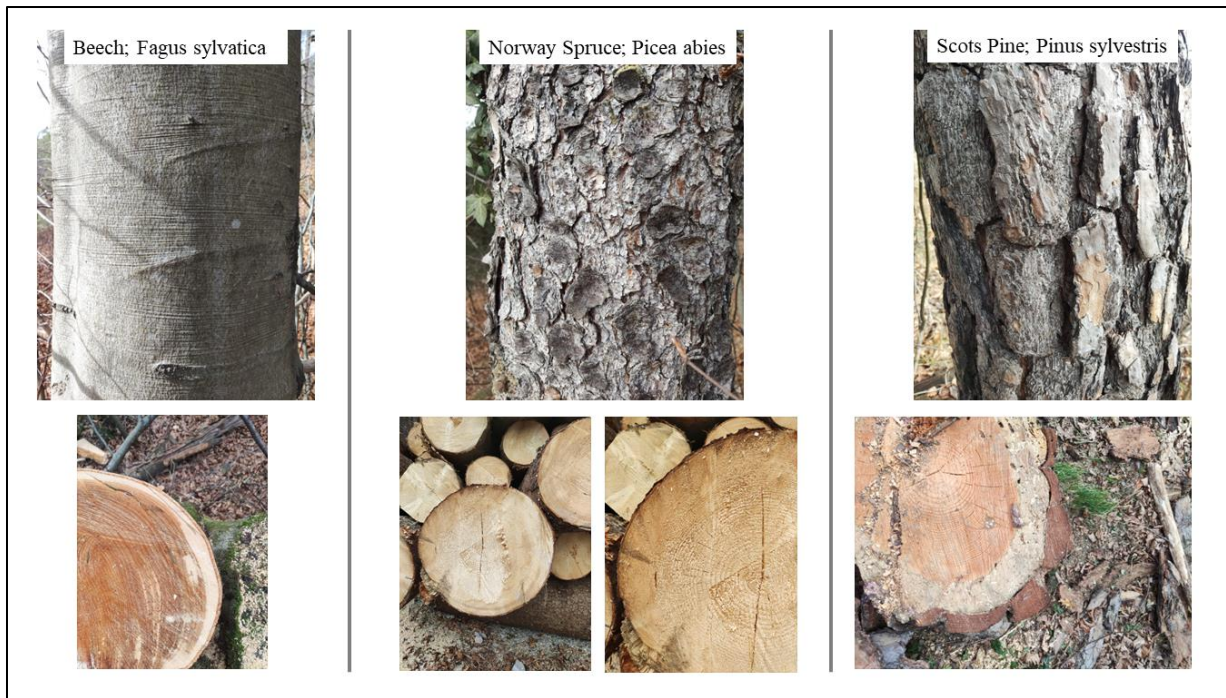 Beech; Fagus sylvatica
Norway Spruce; Picea abies
Scots Pine; Pinus sylvestris